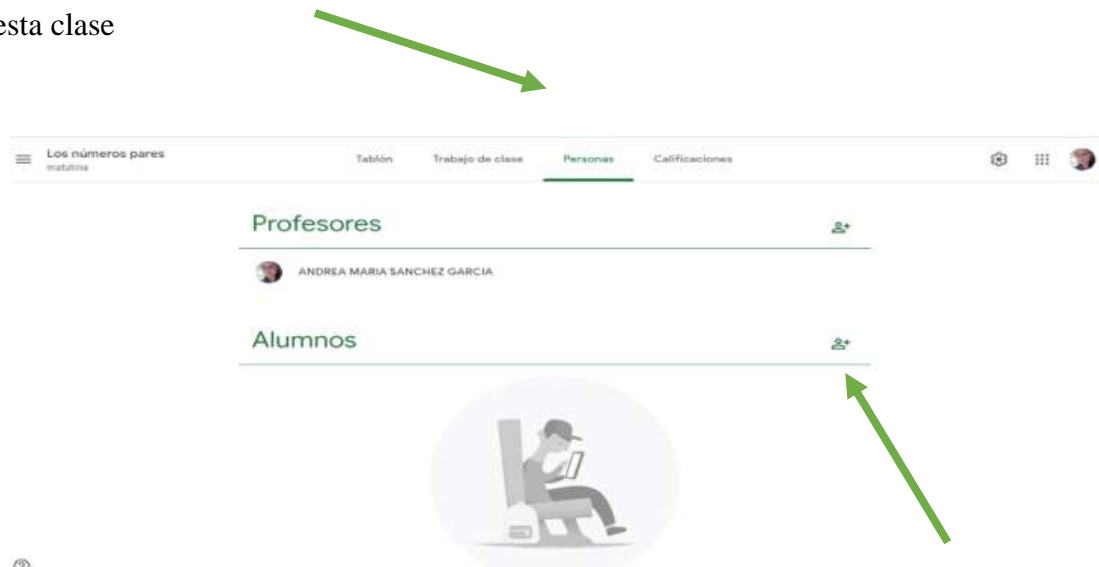 esta clase
Los números pares
matutina
Tablón Trabajo de clase Personas Calificaciones
Profesores
ANDREA MARIA SANCHEZ GARCIA
Alumnos